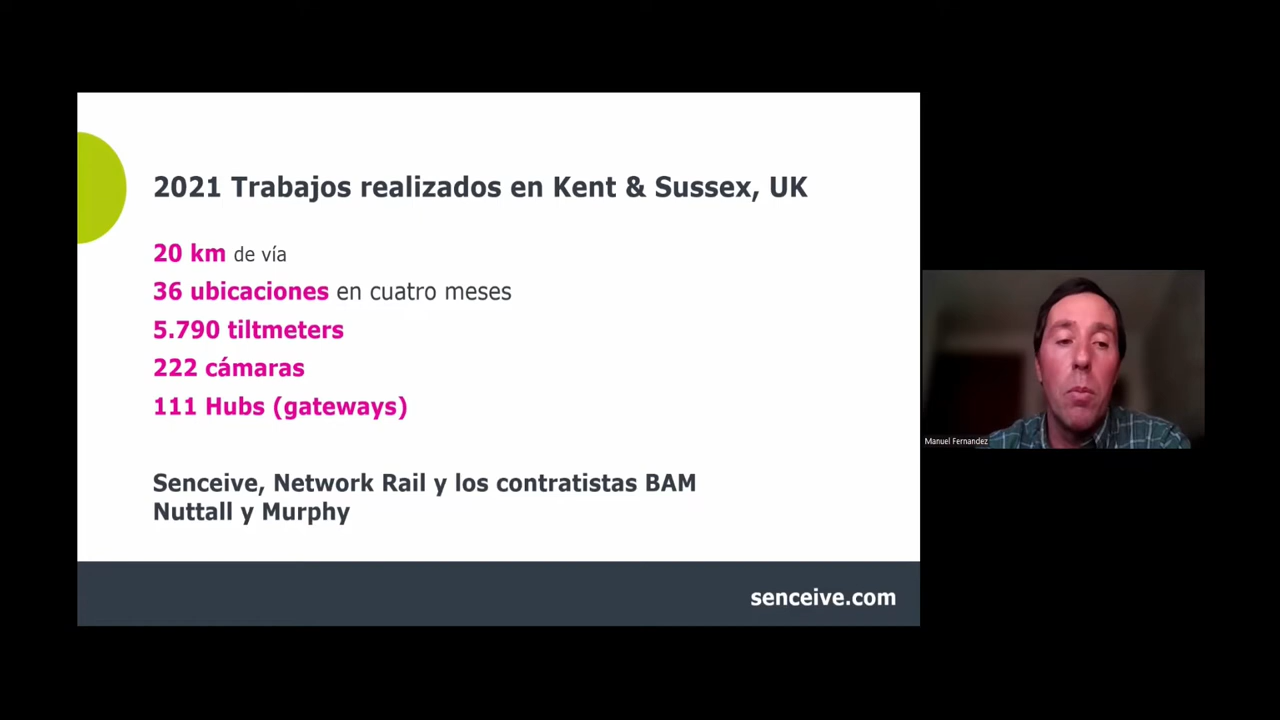 2021 Trabajos realizados en Kent & Sussex, UK
20 km de vía
36 ubicaciones en cuatro meses
5.790 tiltmeters
222 cámaras
111 Hubs (gateways)
Senceive, Network Rail y los contratistas BAM
Nuttall y Murphy
senceive.com
Manuel Fernandez